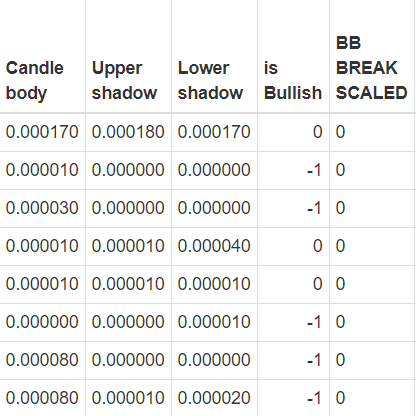 Candle body Upper shadow Lower shadow is Bullish BB BREAK SCALED
0.000170 0.000180 0.000170 0 0
0.000010 0.000000 0.000000 -1 0
0.000030 0.000000 0.000000 -1 0
0.000010 0.000010 0.000040 0 0
0.000010 0.000010 0.000010 0 0
0.000000 0.000000 0.000010 -1 0
0.000080 0.000000 0.000000 -1 0
0.000080 0.000010 0.000020 -1 0